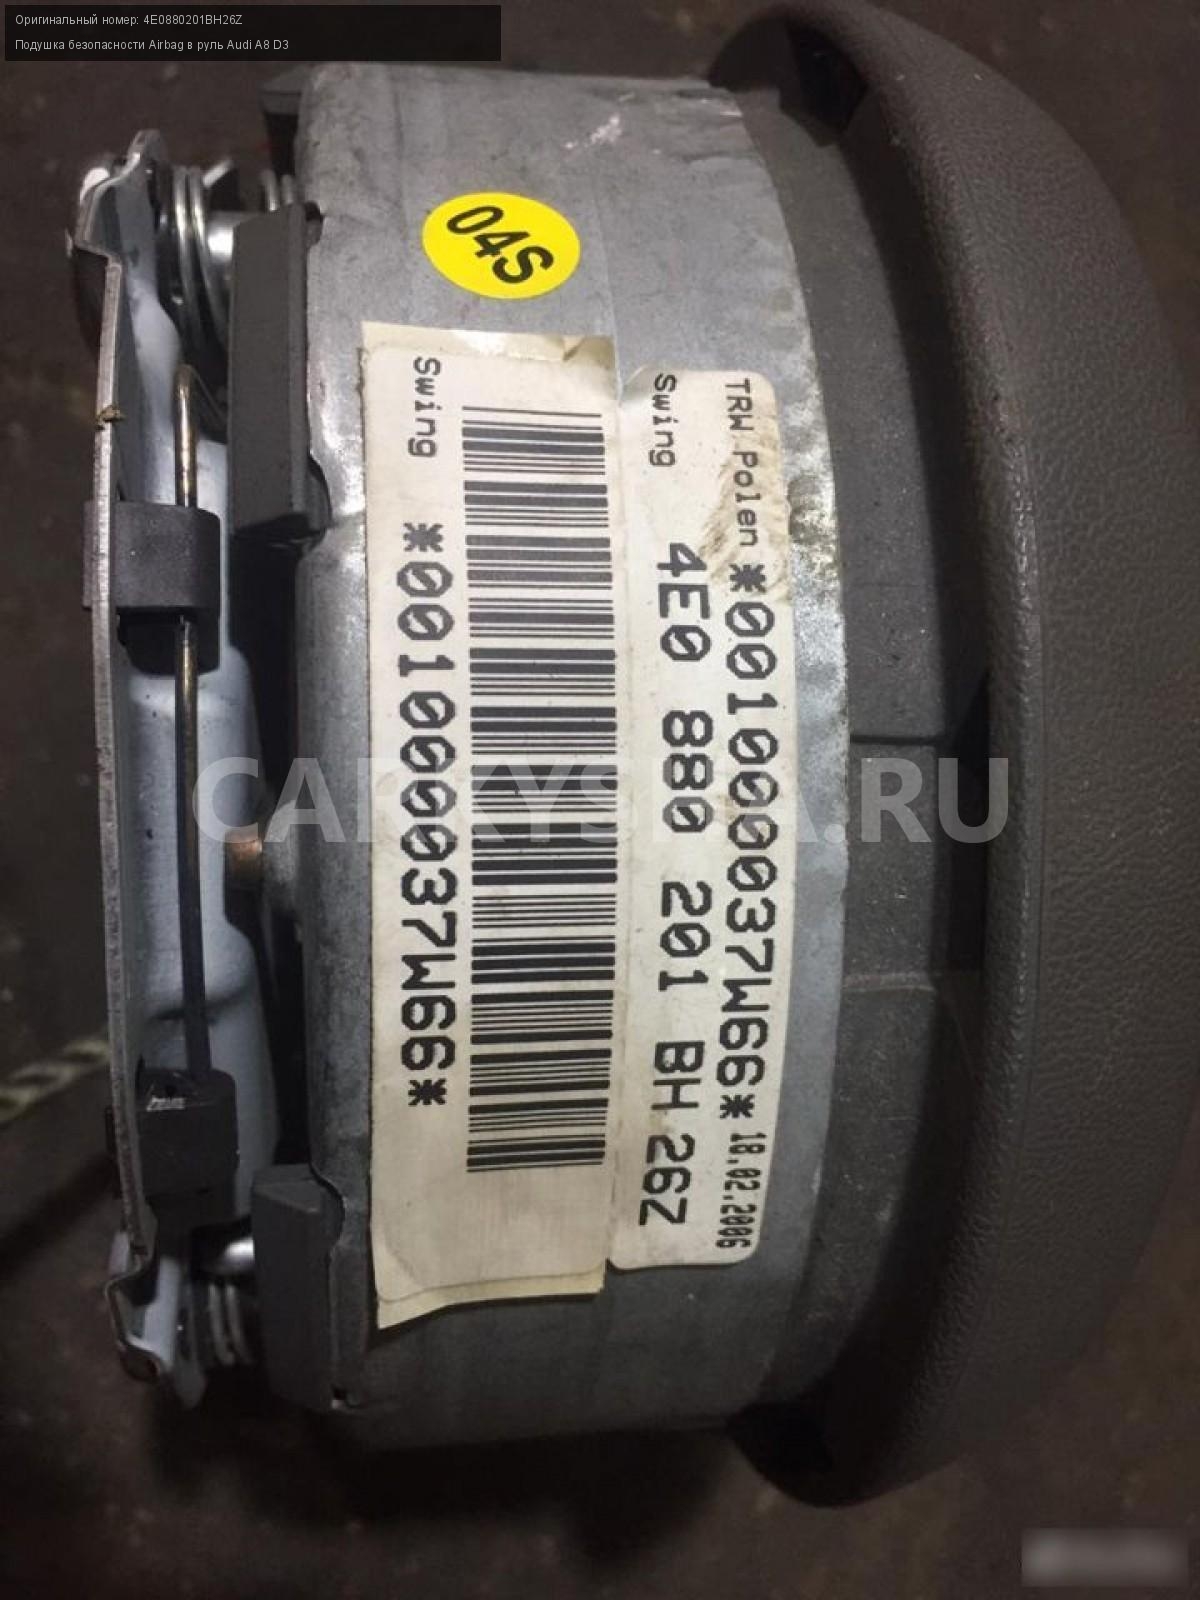 Оригинальный номер: 4E0880201BH26Z
Подушка безопасности Airbag в руль Audi A8 D3
04S
TRW Polen *0010000037W66* 18.02.2006
Swing 4E0 880 201 BH 26Z
Swing *0010000037W66*
CARKYSHA.RU